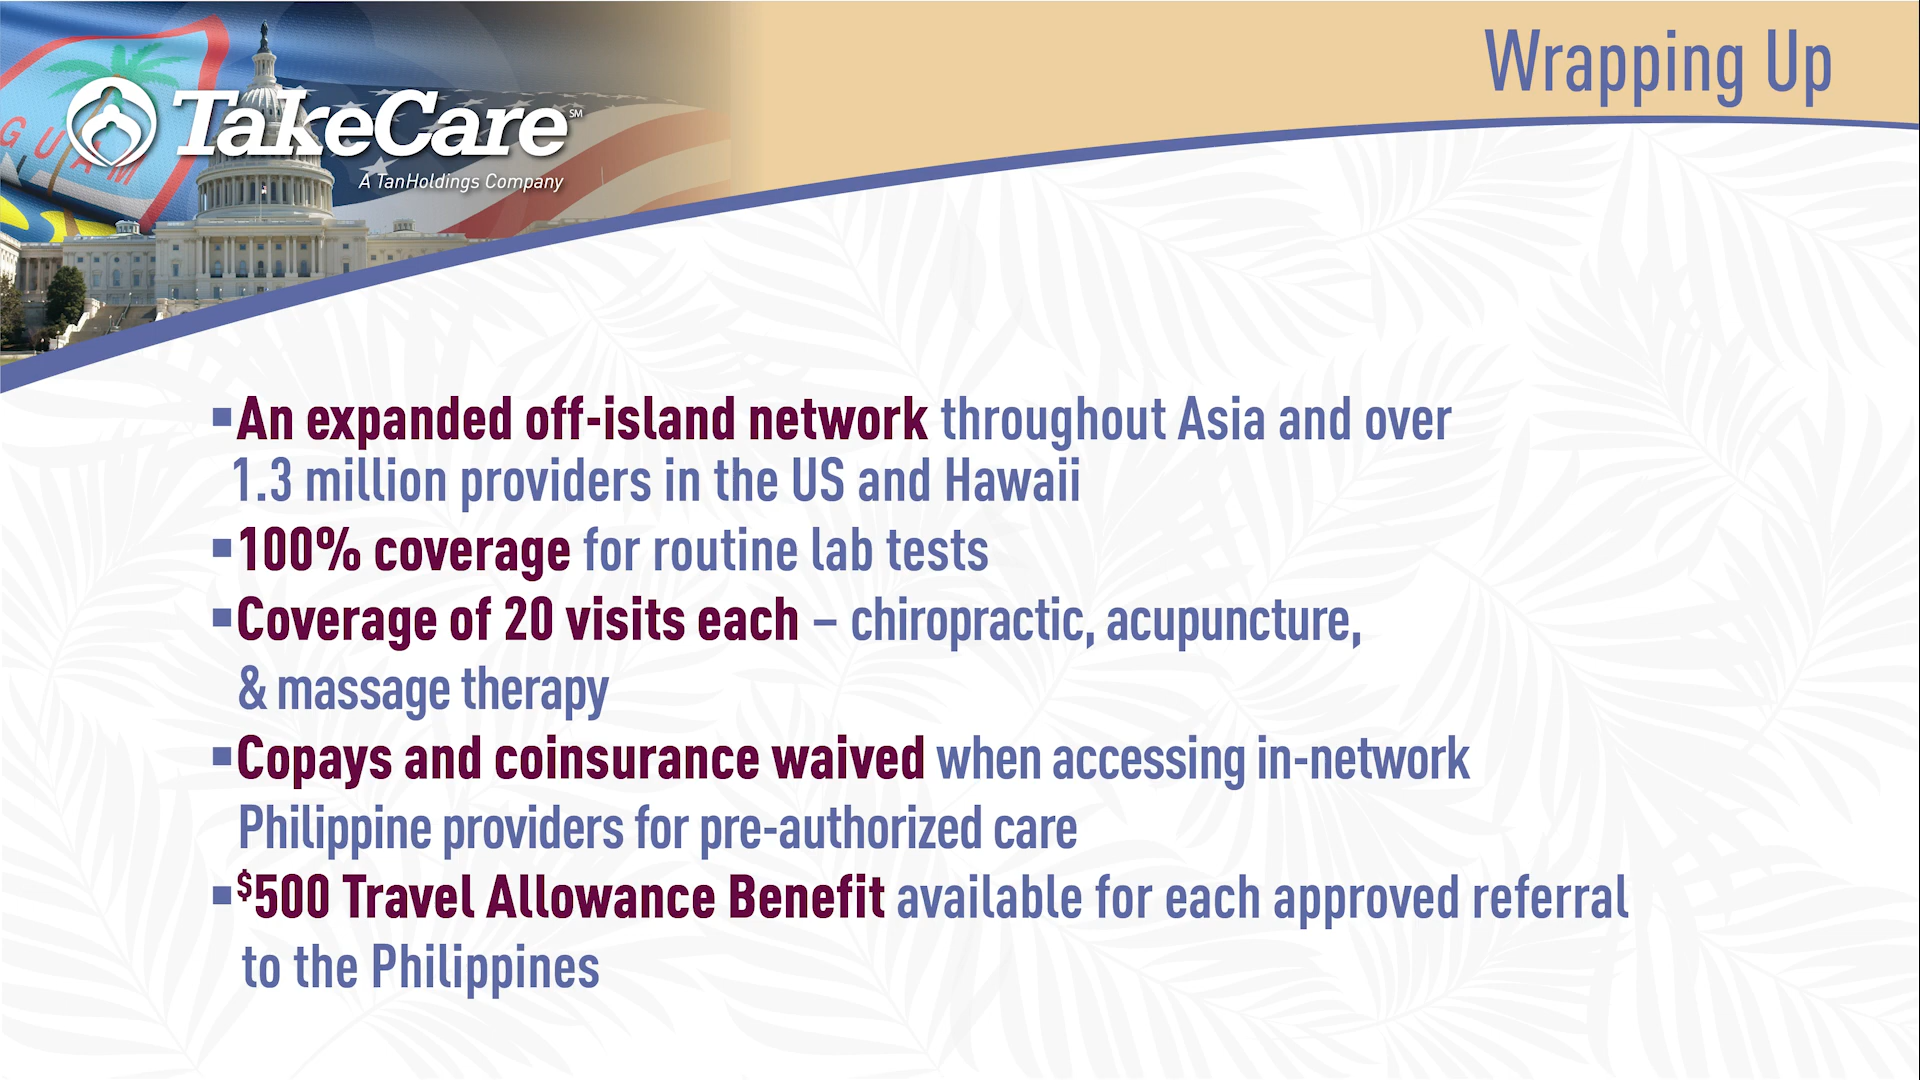 Wrapping Up
GUAM
TakeCare℠
A TanHoldings Company
▪An expanded off-island network throughout Asia and over
1.3 million providers in the US and Hawaii
▪100% coverage for routine lab tests
▪Coverage of 20 visits each – chiropractic, acupuncture,
& massage therapy
▪Copays and coinsurance waived when accessing in-network
Philippine providers for pre-authorized care
▪$500 Travel Allowance Benefit available for each approved referral
to the Philippines